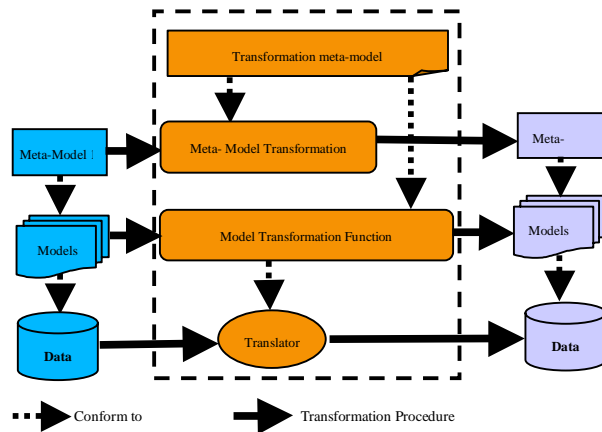 Transformation meta-model
Meta-Model
Meta- Model Transformation
Meta-
Models
Model Transformation Function
Models
Data
Translator
Data
Conform to
Transformation Procedure